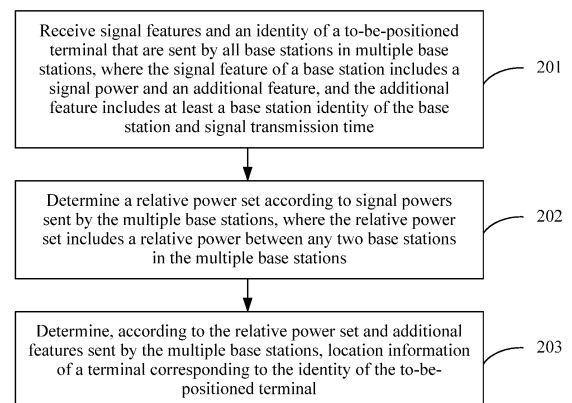 Receive signal features and an identity of a to-be-positioned
terminal that are sent by all base stations in multiple base
stations, where the signal feature of a base station includes a
signal power and an additional feature, and the additional
feature includes at least a base station identity of the base
station and signal transmission time
201
Determine a relative power set according to signal powers
sent by the multiple base stations, where the relative power
set includes a relative power between any two base stations
in the multiple base stations
202
Determine, according to the relative power set and additional
features sent by the multiple base stations, location information
of a terminal corresponding to the identity of the to-be-
positioned terminal
203